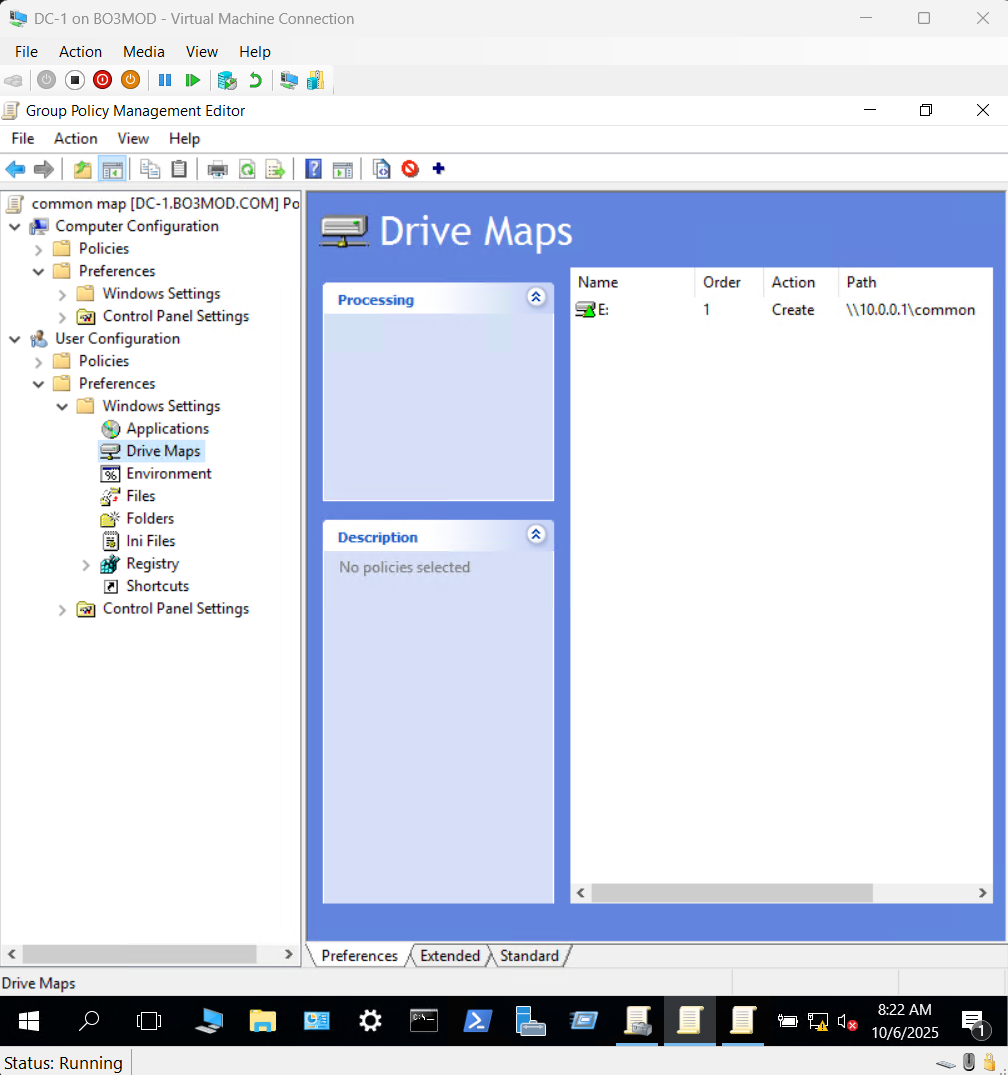 DC-1 on BO3MOD - Virtual Machine Connection
File Action Media View Help
Group Policy Management Editor
File Action View Help
common map [DC-1.BO3MOD.COM] Po
Computer Configuration
Policies
Preferences
Windows Settings
Control Panel Settings
User Configuration
Policies
Preferences
Windows Settings
Applications
Drive Maps
Environment
Files
Folders
Ini Files
Registry
Shortcuts
Control Panel Settings
Drive Maps
Processing
Description
No policies selected
Name Order Action Path
E: 1 Create \\10.0.0.1\common
Preferences Extended Standard
Drive Maps
8:22 AM
10/6/2025
1
Status: Running